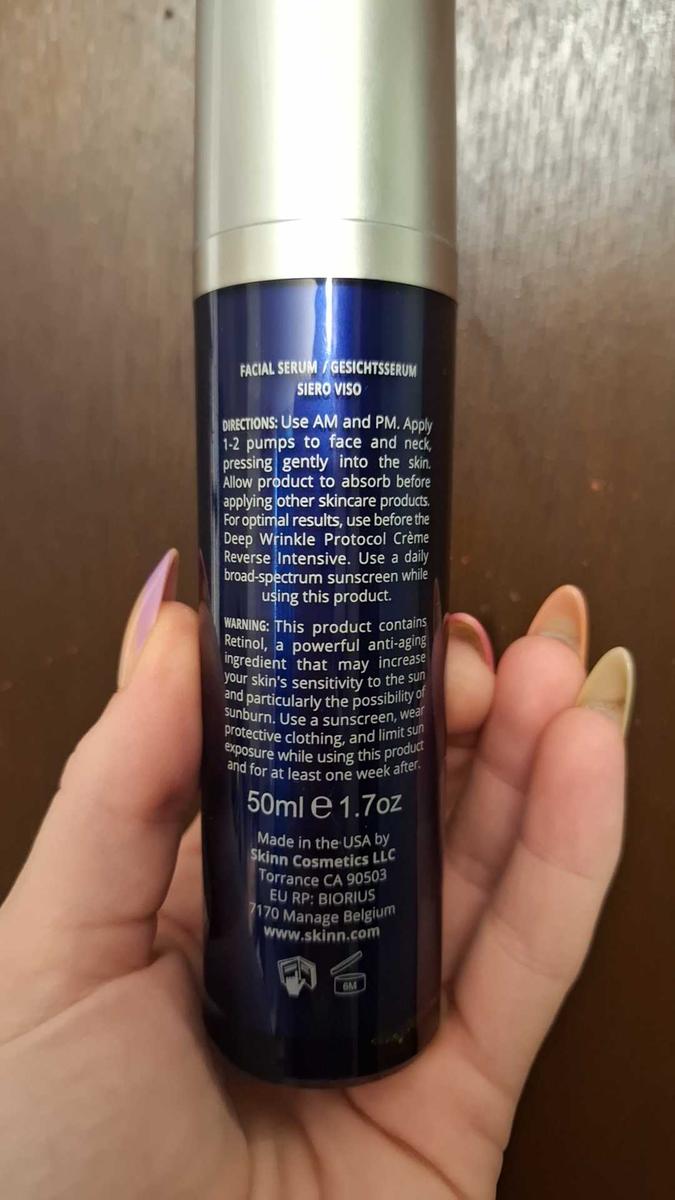 FACIAL SERUM / GESICHTSSERUM
SIERO VISO
DIRECTIONS: Use AM and PM. Apply
1-2 pumps to face and neck,
pressing gently into the skin.
Allow product to absorb before
applying other skincare products.
For optimal results, use before the
Deep Wrinkle Protocol Crème
Reverse Intensive. Use a daily
broad-spectrum sunscreen while
using this product.
WARNING: This product contains
Retinol, a powerful anti-aging
ingredient that may increase
your skin's sensitivity to the sun
and particularly the possibility of
sunburn. Use a sunscreen, wear
protective clothing, and limit sun
exposure while using this product
and for at least one week after.
50ml e 1.7oz
Made in the USA by
Skinn Cosmetics LLC
Torrance CA 90503
EU RP: BIORIUS
7170 Manage Belgium
www.skinn.com
6M